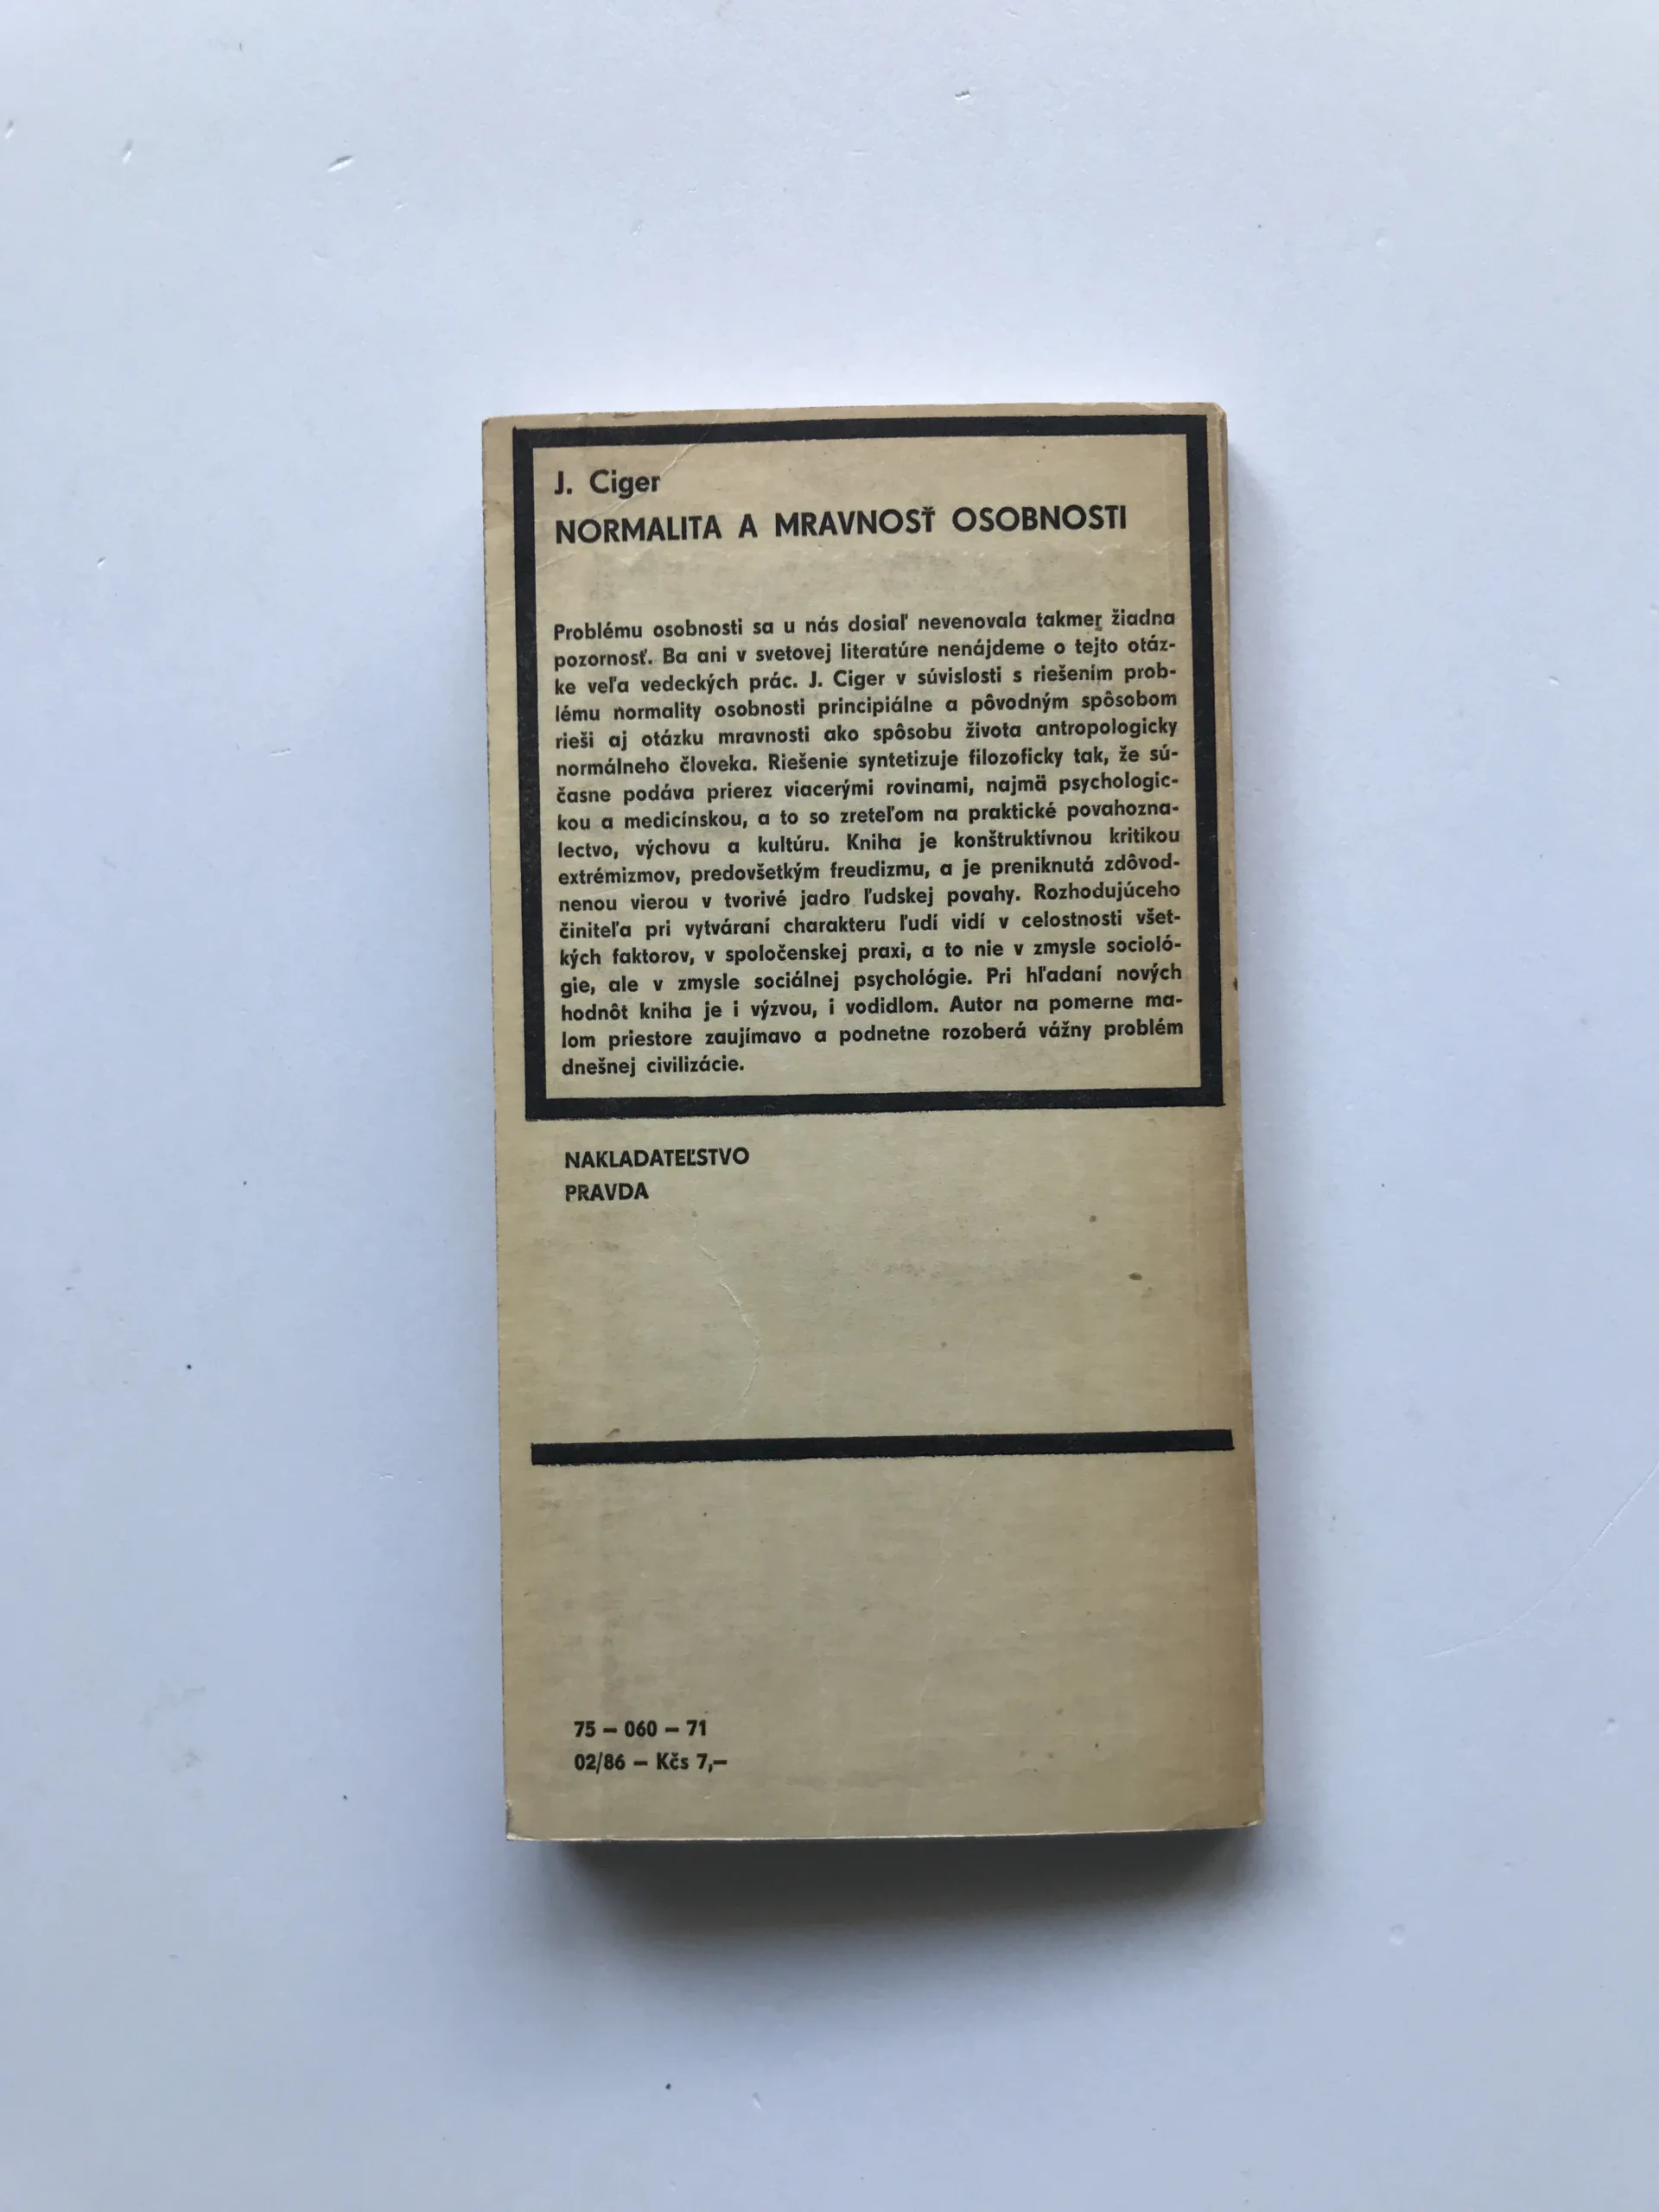 J. Ciger
NORMALITA A MRAVNOSŤ OSOBNOSTI
Problému osobnosti sa u nás dosiaľ nevenovala takmer žiadna
pozornosť. Ba ani v svetovej literatúre nenájdeme o tejto otáz-
ke veľa vedeckých prác. J. Ciger v súvislosti s riešením prob-
lému normality osobnosti principiálne a pôvodným spôsobom
rieši aj otázku mravnosti ako spôsobu života antropologicky
normálneho človeka. Riešenie syntetizuje filozoficky tak, že sú-
časne podáva prierez viacerými rovinami, najmä psychologic-
kou a medicínskou, a to so zreteľom na praktické povahozna-
lectvo, výchovu a kultúru. Kniha je konštruktívnou kritikou
extrémizmov, predovšetkým freudizmu, a je preniknutá zdôvod-
nenou vierou v tvorivé jadro ľudskej povahy. Rozhodujúceho
činiteľa pri vytváraní charakteru ľudí vidí v celostnosti všet-
kých faktorov, v spoločenskej praxi, a to nie v zmysle socioló-
gie, ale v zmysle sociálnej psychológie. Pri hľadaní nových
hodnôt kniha je i výzvou, i vodidlom. Autor na pomerne ma-
lom priestore zaujímavo a podnetne rozoberá vážny problém
dnešnej civilizácie.
NAKLADATEĽSTVO
PRAVDA
75 – 060 – 71
02/86 – Kčs 7,–